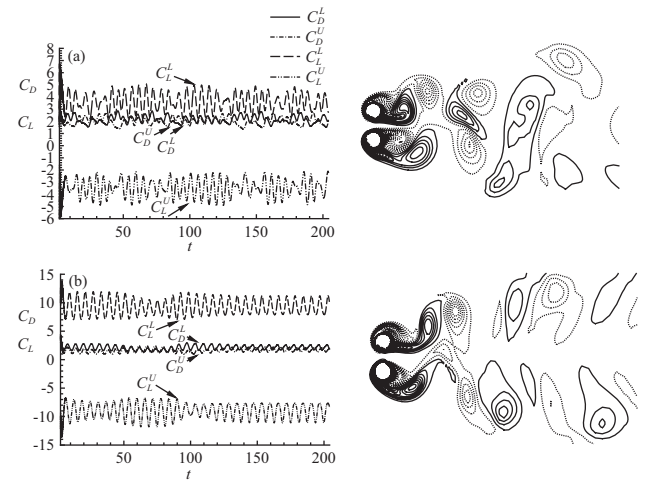 C_D^L
C_D^U
C_L^L
C_L^U
(a)
8
7
6
5
4
3
2
1
0
-1
-2
-3
-4
-5
-6
C_D
C_L
C_L^L
C_D^U
C_D^L
C_L^U
50 100 150 200
t
(b)
15
10
5
0
-5
-10
-15
C_D
C_L
C_L^L
C_D^L
C_D^U
C_L^U
50 100 150 200
t